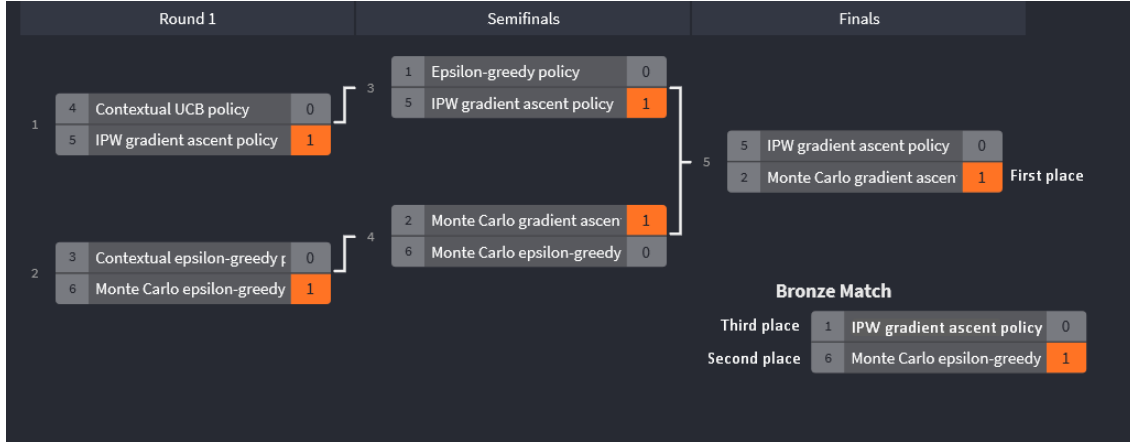 Round 1
Semifinals
Finals
1
4 Contextual UCB policy 0
5 IPW gradient ascent policy 1
2
3 Contextual epsilon-greedy p 0
6 Monte Carlo epsilon-greedy 1
3
1 Epsilon-greedy policy 0
5 IPW gradient ascent policy 1
4
2 Monte Carlo gradient ascen 1
6 Monte Carlo epsilon-greedy 0
5
5 IPW gradient ascent policy 0
2 Monte Carlo gradient ascen 1 First place
Bronze Match
Third place 1 IPW gradient ascent policy 0
Second place 6 Monte Carlo epsilon-greedy 1